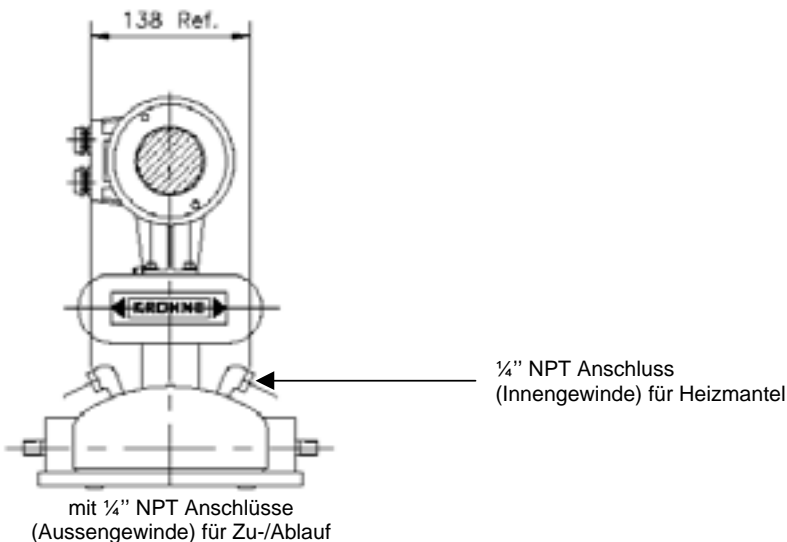 138 Ref.
KROHNE
¼’’ NPT Anschluss
(Innengewinde) für Heizmantel
mit ¼’’ NPT Anschlüsse
(Aussengewinde) für Zu-/Ablauf